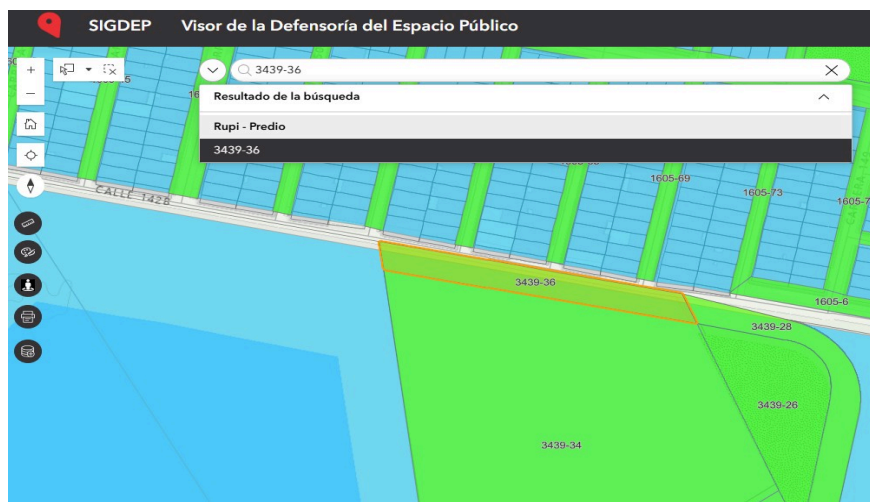 SIGDEP Visor de la Defensoría del Espacio Público
3439-36
Resultado de la búsqueda
Rupi - Predio
3439-36
1605-69
1605-73
CALLE 142B
3439-36
1605-6
3439-28
3439-26
3439-34